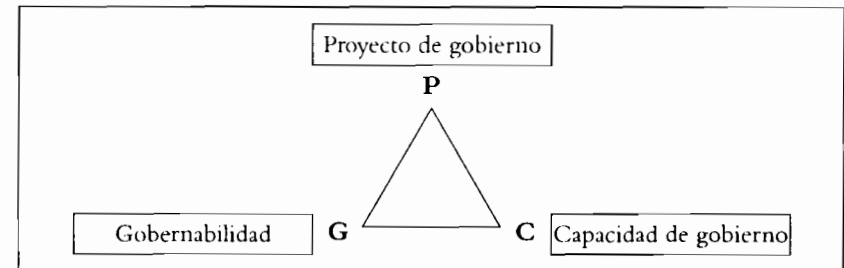 Proyecto de gobierno
P
Gobernabilidad G C Capacidad de gobierno